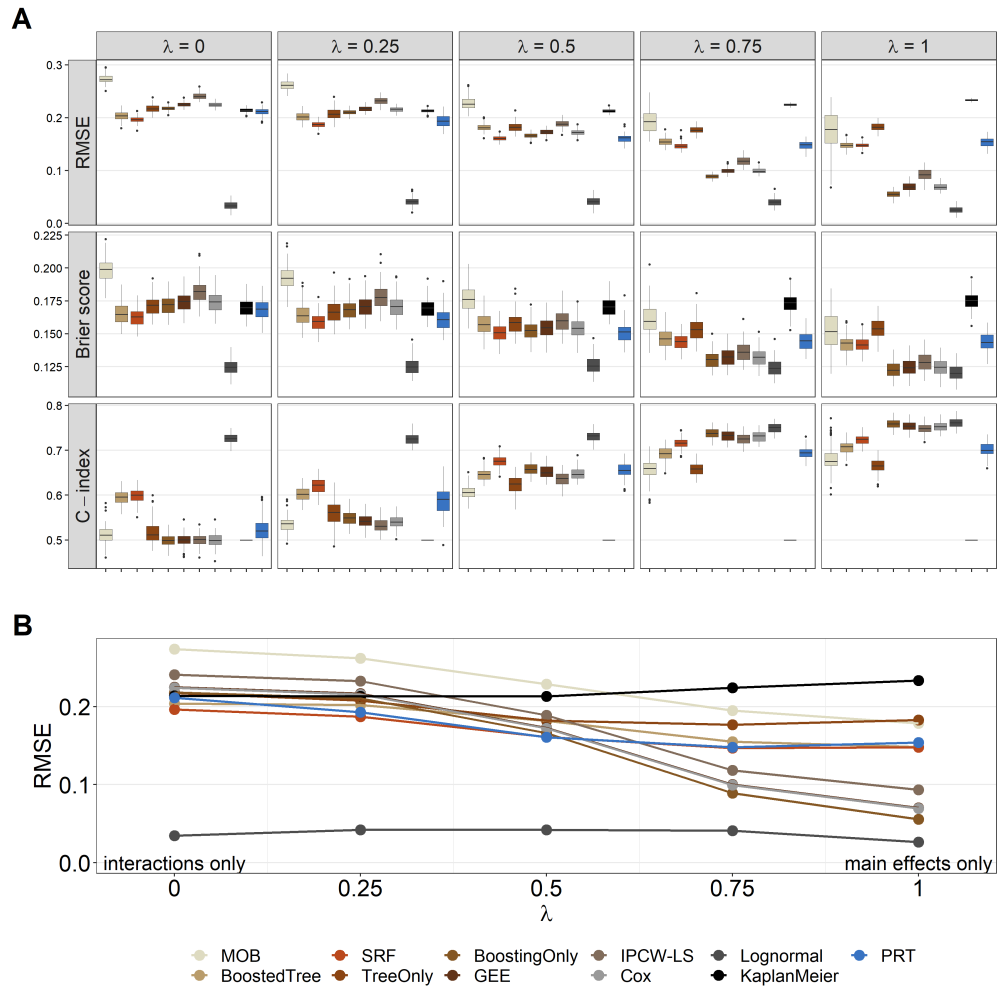 A
λ = 0
λ = 0.25
λ = 0.5
λ = 0.75
λ = 1
RMSE
0.3
0.2
0.1
0.0
Brier score
0.225
0.200
0.175
0.150
0.125
C−index
0.8
0.7
0.6
0.5
B
RMSE
0.2
0.1
0.0
interactions only
main effects only
0
0.25
0.5
0.75
1
λ
MOB
SRF
BoostingOnly
IPCW-LS
Lognormal
PRT
BoostedTree
TreeOnly
GEE
Cox
KaplanMeier